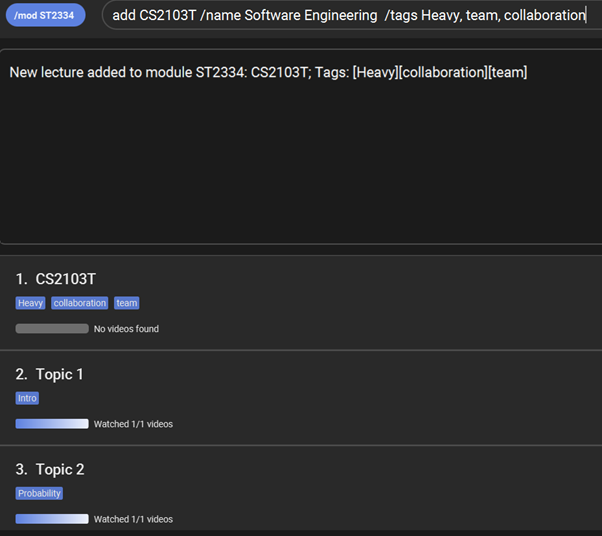 /mod ST2334 add CS2103T /name Software Engineering  /tags Heavy, team, collaboration
New lecture added to module ST2334: CS2103T; Tags: [Heavy][collaboration][team]
1. CS2103T
Heavy collaboration team
No videos found
2. Topic 1
Intro
Watched 1/1 videos
3. Topic 2
Probability
Watched 1/1 videos